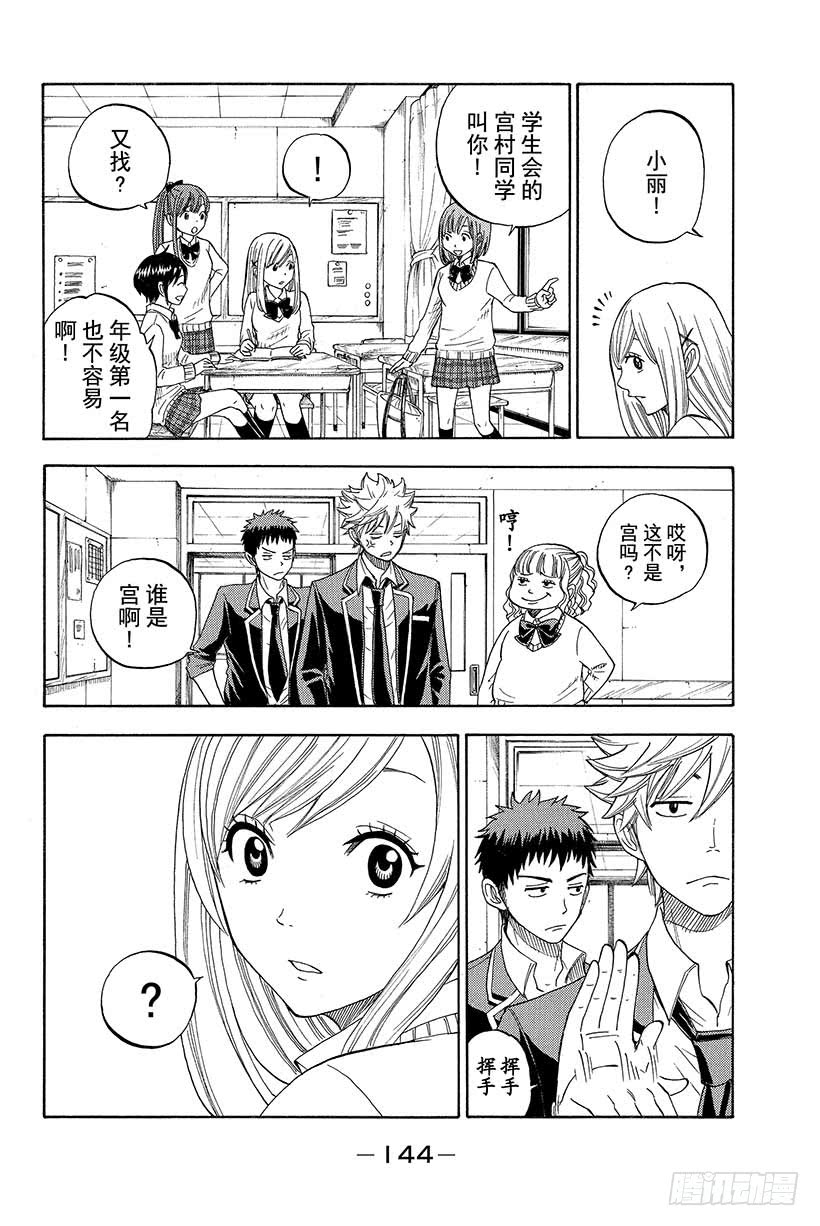 小丽！
学生会的
宫村同学
叫你！
！
又找？
年级第一名
也不容易
啊！
哎呀，
这不是
宫吗？
哼！
谁是
宫啊！
挥手
挥手
？
—144—
腾讯动漫